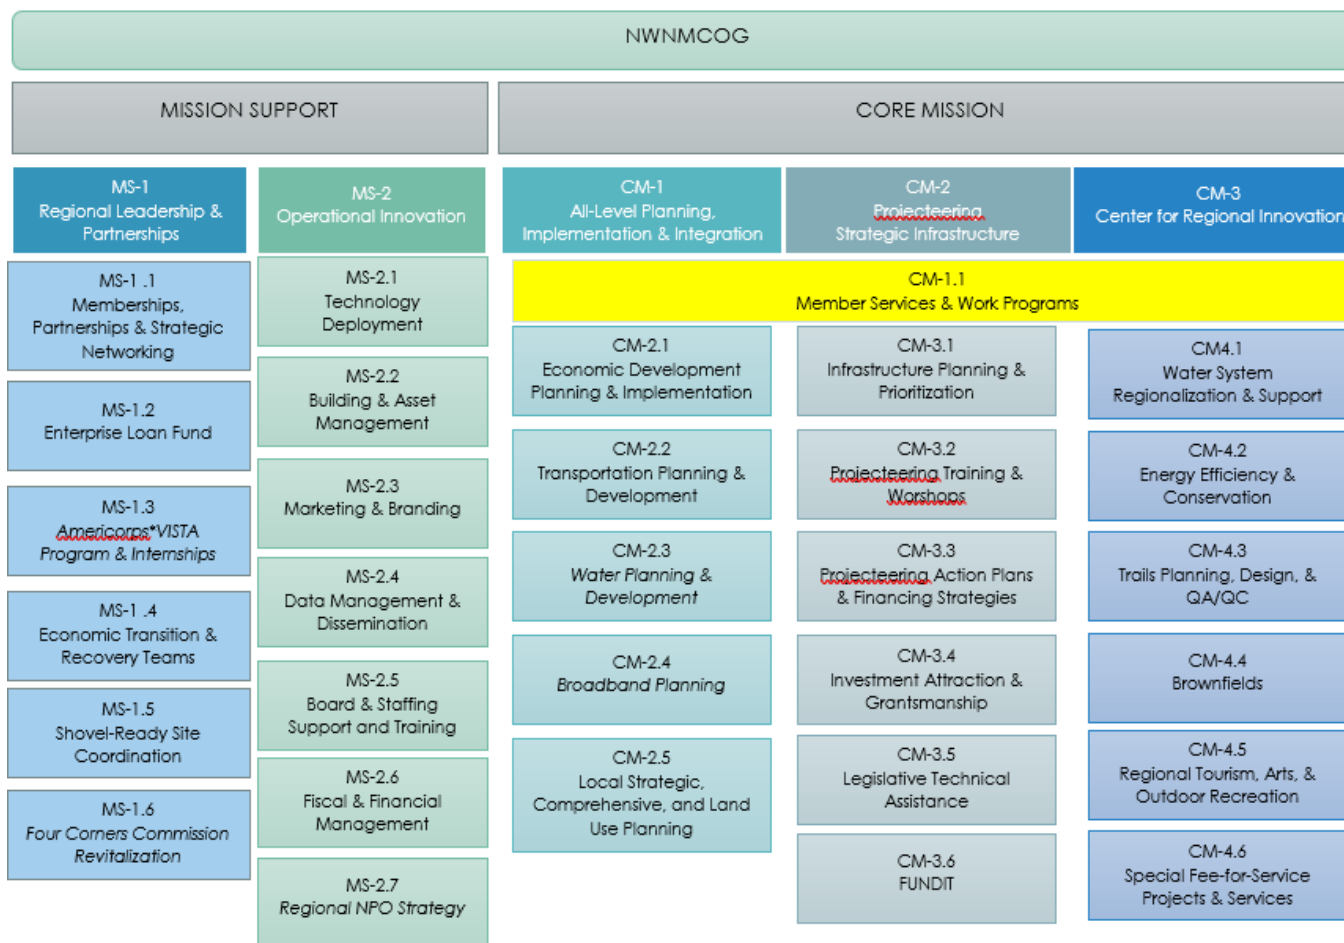 NWNMCOG
MISSION SUPPORT
CORE MISSION
MS-1
Regional Leadership &
Partnerships
MS-2
Operational Innovation
CM-1
All-Level Planning,
Implementation & Integration
CM-2
Projecteering
Strategic Infrastructure
CM-3
Center for Regional Innovation
MS-1 .1
Memberships,
Partnerships & Strategic
Networking
MS-1.2
Enterprise Loan Fund
MS-1.3
Americorps*VISTA
Program & Internships
MS-1 .4
Economic Transition &
Recovery Teams
MS-1.5
Shovel-Ready Site
Coordination
MS-1.6
Four Corners Commission
Revitalization
MS-2.1
Technology
Deployment
MS-2.2
Building & Asset
Management
MS-2.3
Marketing & Branding
MS-2.4
Data Management &
Dissemination
MS-2.5
Board & Staffing
Support and Training
MS-2.6
Fiscal & Financial
Management
MS-2.7
Regional NPO Strategy
CM-1.1
Member Services & Work Programs
CM-2.1
Economic Development
Planning & Implementation
CM-2.2
Transportation Planning &
Development
CM-2.3
Water Planning &
Development
CM-2.4
Broadband Planning
CM-2.5
Local Strategic,
Comprehensive, and Land
Use Planning
CM-3.1
Infrastructure Planning &
Prioritization
CM-3.2
Projecteering Training &
Worshops
CM-3.3
Projecteering Action Plans
& Financing Strategies
CM-3.4
Investment Attraction &
Grantsmanship
CM-3.5
Legislative Technical
Assistance
CM-3.6
FUNDIT
CM4.1
Water System
Regionalization & Support
CM-4.2
Energy Efficiency &
Conservation
CM-4.3
Trails Planning, Design, &
QA/QC
CM-4.4
Brownfields
CM-4.5
Regional Tourism, Arts, &
Outdoor Recreation
CM-4.6
Special Fee-for-Service
Projects & Services